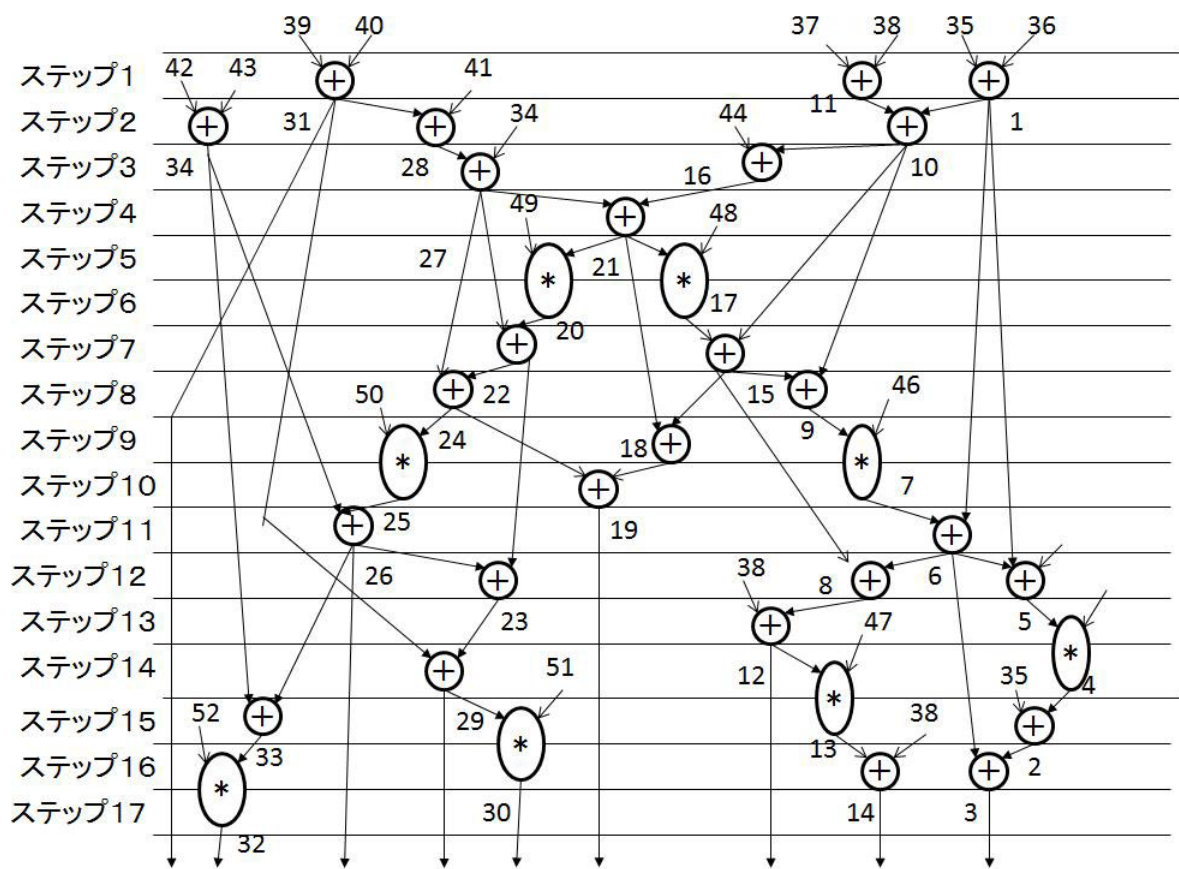 39 40 37 38 35 36
ステップ1 42 43 + 41 + +
ステップ2 + 31 + 34 44 11 + 1
ステップ3 34 28 + 16 + 10
ステップ4 49 + 48
ステップ5 27 * 21 *
ステップ6 20 17
ステップ7 + +
ステップ8 50 + 22 15 + 46
ステップ9 * 24 18 + 9 *
ステップ10 + 7
ステップ11 + 25 19 +
ステップ12 26 + 38 8 + 6 +
ステップ13 23 + 47 5
ステップ14 + 51 12 * 35 * 4
ステップ15 52 + 29 * 38 +
ステップ16 * 33 13 + + 2
ステップ17 32 30 14 3